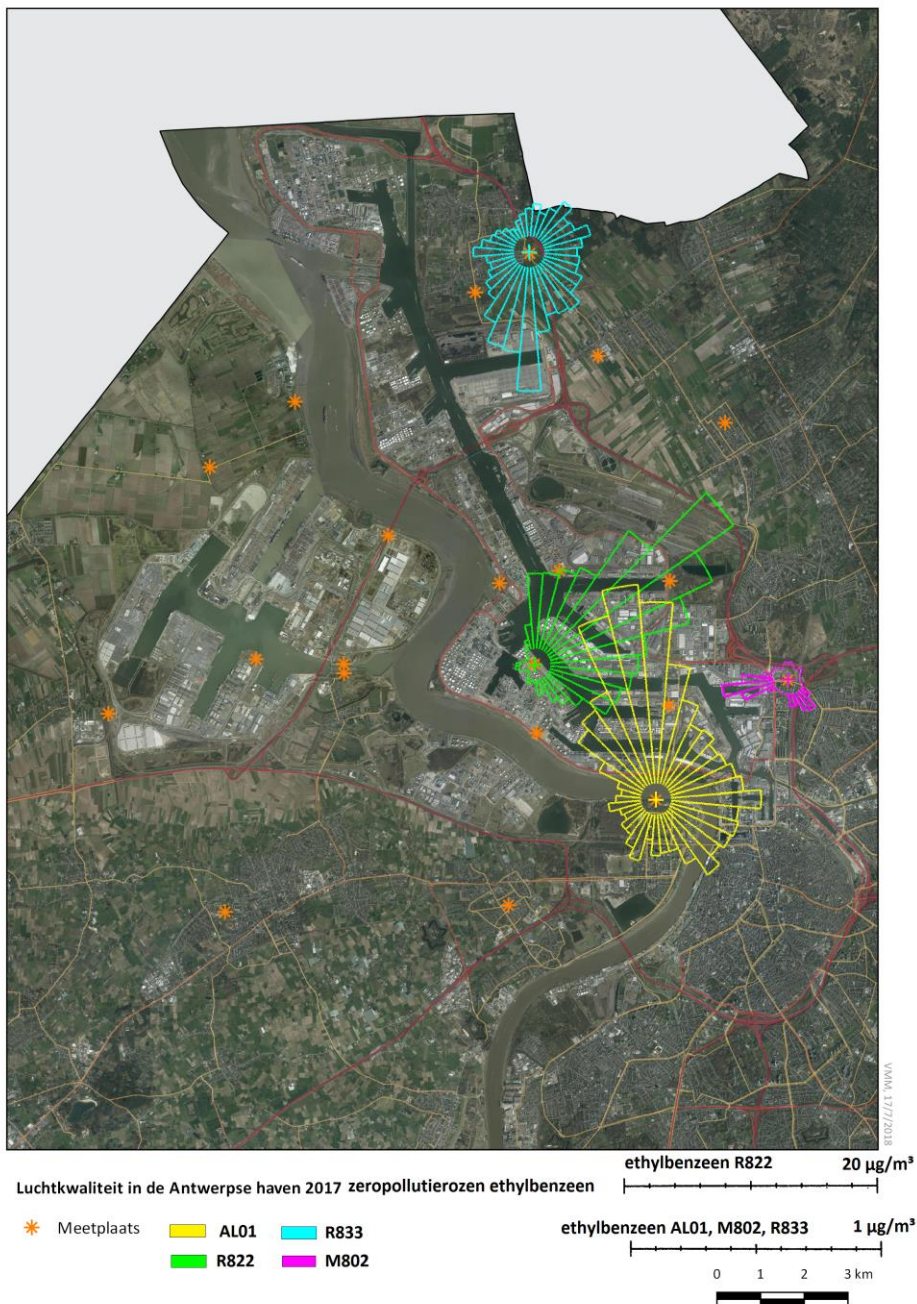 VMM, 17/7/2018
ethylbenzeen R822 20 µg/m³
Luchtkwaliteit in de Antwerpse haven 2017 zeropollutierozen ethylbenzeen
Meetplaats AL01 R833
ethylbenzeen AL01, M802, R833 1 µg/m³
R822 M802
0 1 2 3 km